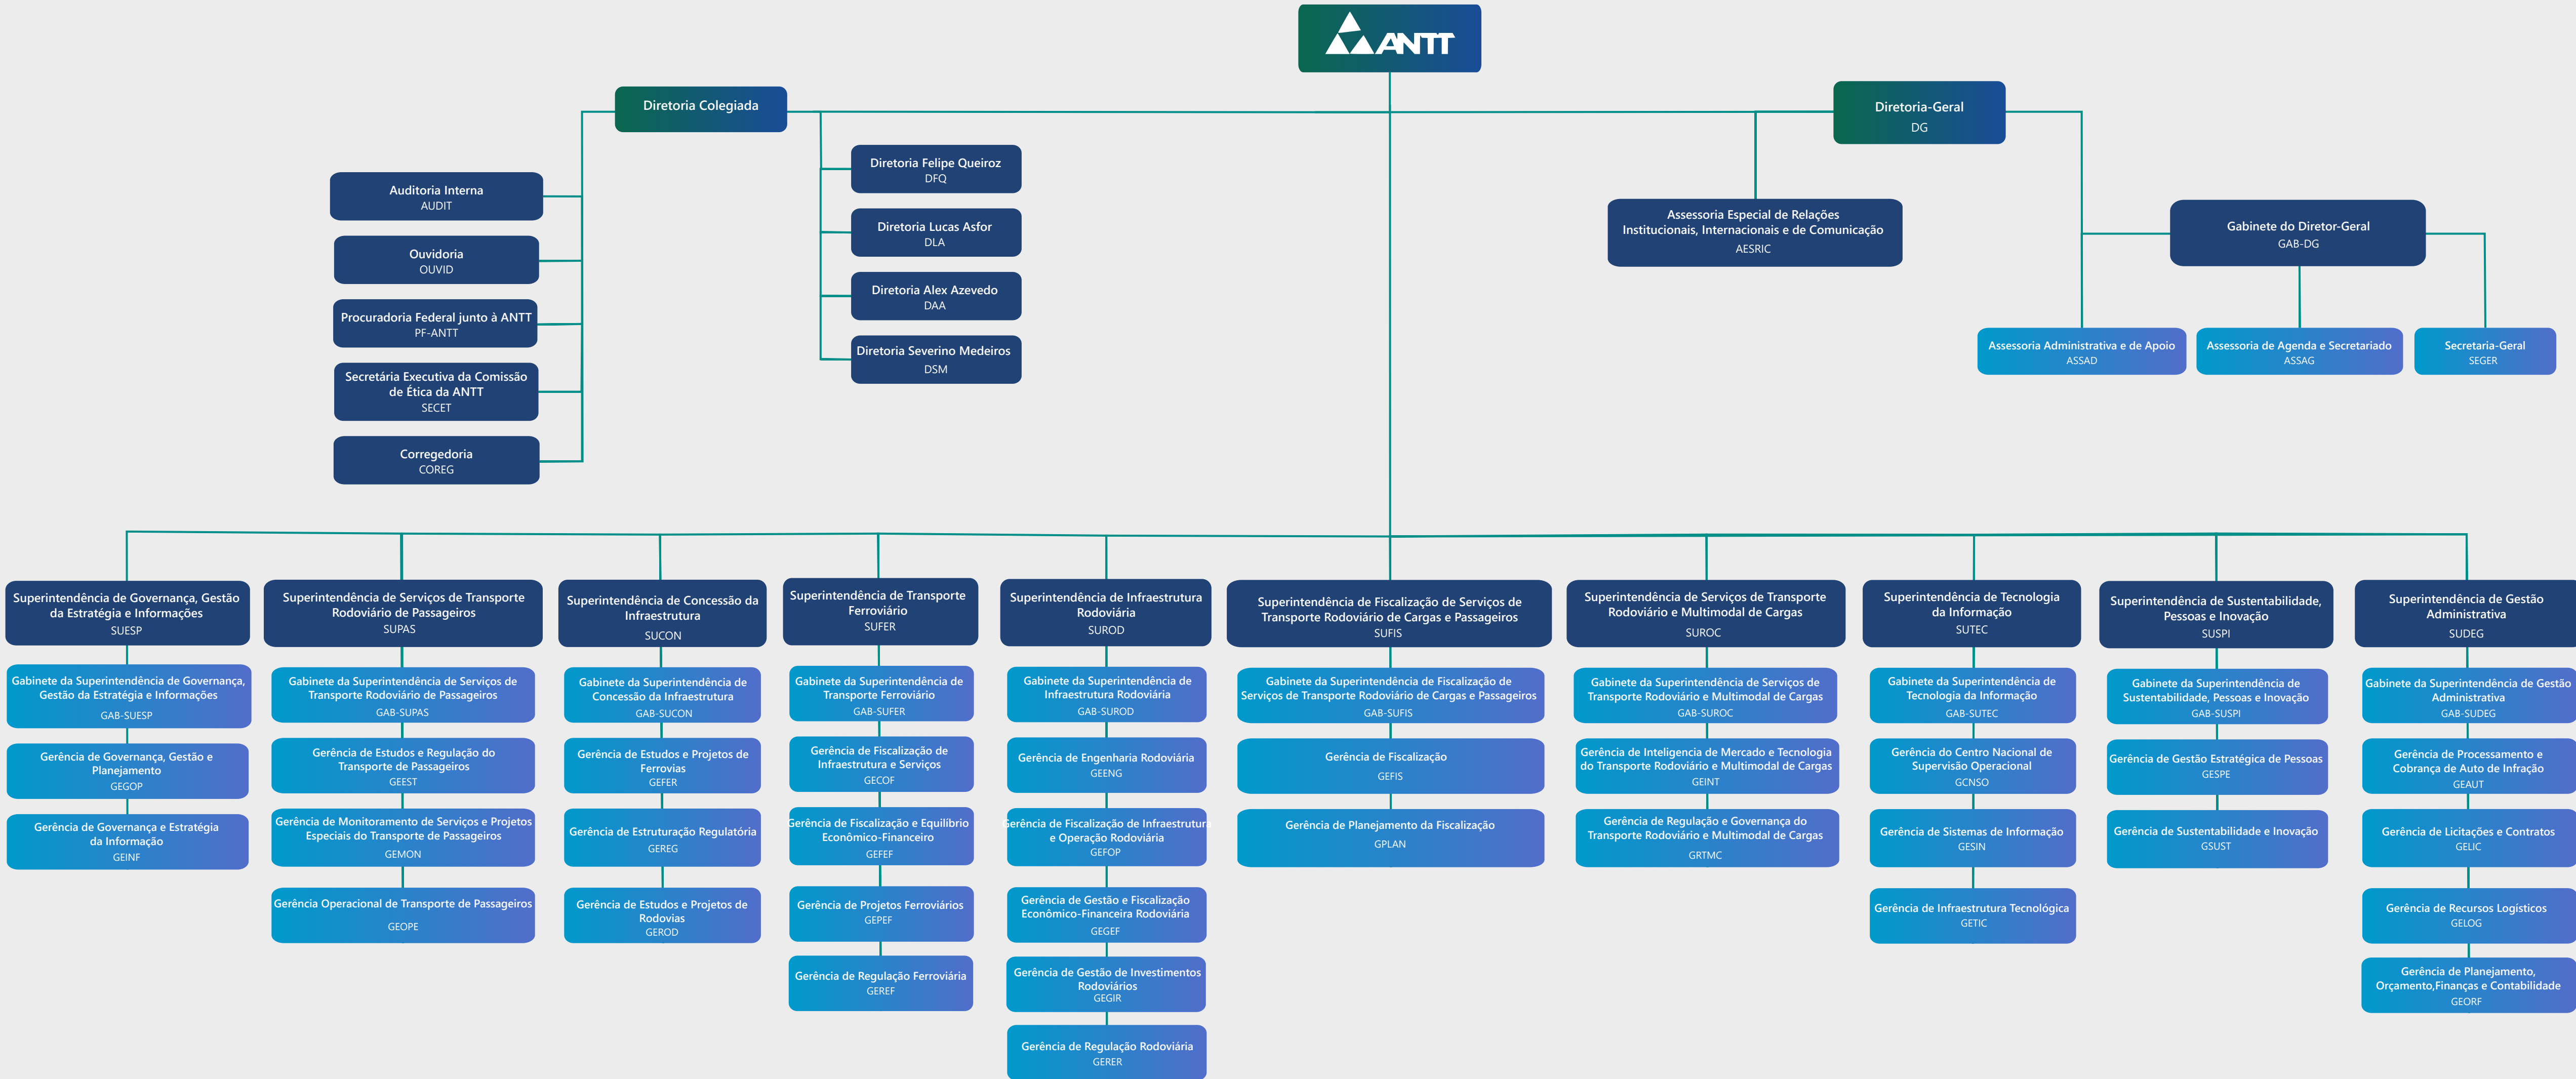 ANTT
Diretoria Colegiada
Diretoria-Geral
DG
Auditoria Interna
AUDIT
Ouvidoria
OUVID
Procuradoria Federal junto à ANTT
PF-ANTT
Secretária Executiva da Comissão
de Ética da ANTT
SECET
Corregedoria
COREG
Diretoria Felipe Queiroz
DFQ
Diretoria Lucas Asfor
DLA
Diretoria Alex Azevedo
DAA
Diretoria Severino Medeiros
DSM
Assessoria Especial de Relações
Institucionais, Internacionais e de Comunicação
AESRIC
Gabinete do Diretor-Geral
GAB-DG
Assessoria Administrativa e de Apoio
ASSAD
Assessoria de Agenda e Secretariado
ASSAG
Secretaria-Geral
SEGER
Superintendência de Governança, Gestão
da Estratégia e Informações
SUESP
Gabinete da Superintendência de Governança,
Gestão da Estratégia e Informações
GAB-SUESP
Gerência de Governança, Gestão e
Planejamento
GEGOP
Gerência de Governança e Estratégia
da Informação
GEINF
Superintendência de Serviços de Transporte
Rodoviário de Passageiros
SUPAS
Gabinete da Superintendência de Serviços de
Transporte Rodoviário de Passageiros
GAB-SUPAS
Gerência de Estudos e Regulação do
Transporte de Passageiros
GEEST
Gerência de Monitoramento de Serviços e Projetos
Especiais do Transporte de Passageiros
GEMON
Gerência Operacional de Transporte de Passageiros
GEOPE
Superintendência de Concessão da
Infraestrutura
SUCON
Gabinete da Superintendência de
Concessão da Infraestrutura
GAB-SUCON
Gerência de Estudos e Projetos de
Ferrovias
GEFER
Gerência de Estruturação Regulatória
GEREG
Gerência de Estudos e Projetos de
Rodovias
GEROD
Superintendência de Transporte
Ferroviário
SUFER
Gabinete da Superintendência de
Transporte Ferroviário
GAB-SUFER
Gerência de Fiscalização de
Infraestrutura e Serviços
GECOF
Gerência de Fiscalização e Equilíbrio
Econômico-Financeiro
GEFEF
Gerência de Projetos Ferroviários
GEPEF
Gerência de Regulação Ferroviária
GEREF
Superintendência de Infraestrutura
Rodoviária
SUROD
Gabinete da Superintendência de
Infraestrutura Rodoviária
GAB-SUROD
Gerência de Engenharia Rodoviária
GEENG
Gerência de Fiscalização de Infraestrutura
e Operação Rodoviária
GEFOP
Gerência de Gestão e Fiscalização
Econômico-Financeira Rodoviária
GEGEF
Gerência de Gestão de Investimentos
Rodoviários
GEGIR
Gerência de Regulação Rodoviária
GERER
Superintendência de Fiscalização de Serviços de
Transporte Rodoviário de Cargas e Passageiros
SUFIS
Gabinete da Superintendência de Fiscalização de
Serviços de Transporte Rodoviário de Cargas e Passageiros
GAB-SUFIS
Gerência de Fiscalização
GEFIS
Gerência de Planejamento da Fiscalização
GPLAN
Superintendência de Serviços de Transporte
Rodoviário e Multimodal de Cargas
SUROC
Gabinete da Superintendência de Serviços de
Transporte Rodoviário e Multimodal de Cargas
GAB-SUROC
Gerência de Inteligencia de Mercado e Tecnologia
do Transporte Rodoviário e Multimodal de Cargas
GEINT
Gerência de Regulação e Governança do
Transporte Rodoviário e Multimodal de Cargas
GRTMC
Superintendência de Tecnologia
da Informação
SUTEC
Gabinete da Superintendência de
Tecnologia da Informação
GAB-SUTEC
Gerência do Centro Nacional de
Supervisão Operacional
GCNSO
Gerência de Sistemas de Informação
GESIN
Gerência de Infraestrutura Tecnológica
GETIC
Superintendência de Sustentabilidade,
Pessoas e Inovação
SUSPI
Gabinete da Superintendência de
Sustentabilidade, Pessoas e Inovação
GAB-SUSPI
Gerência de Gestão Estratégica de Pessoas
GESPE
Gerência de Sustentabilidade e Inovação
GSUST
Superintendência de Gestão
Administrativa
SUDEG
Gabinete da Superintendência de Gestão
Administrativa
GAB-SUDEG
Gerência de Processamento e
Cobrança de Auto de Infração
GEAUT
Gerência de Licitações e Contratos
GELIC
Gerência de Recursos Logísticos
GELOG
Gerência de Planejamento,
Orçamento,Finanças e Contabilidade
GEORF